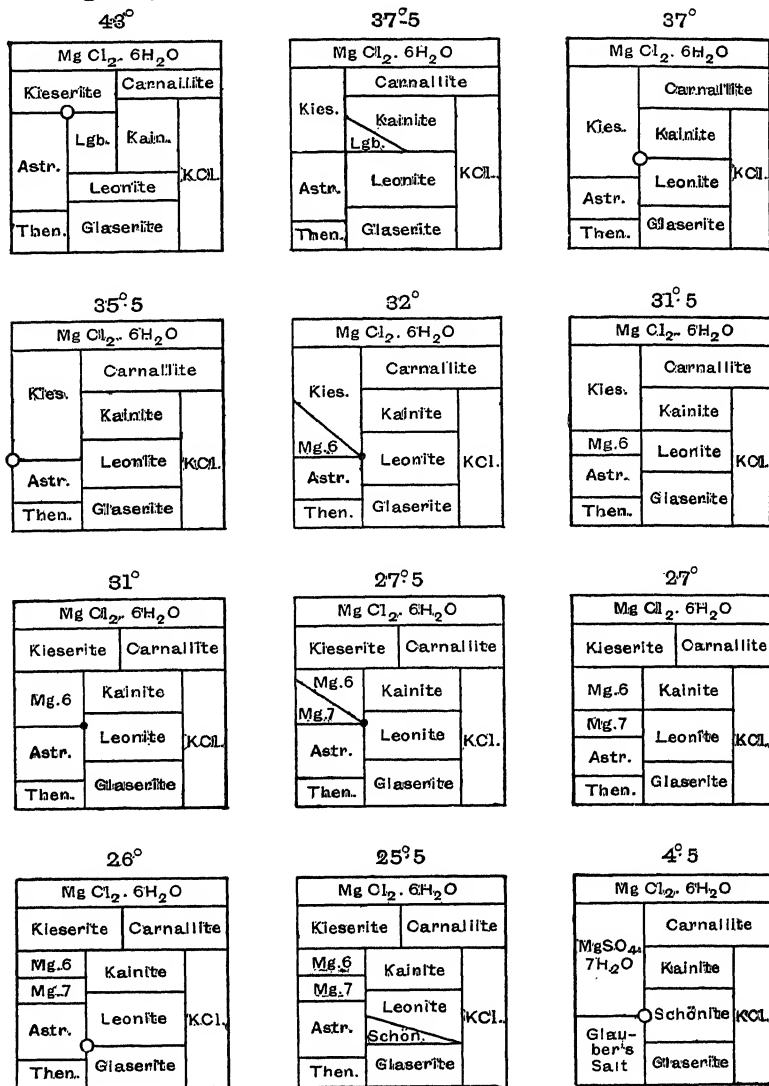 43°
Mg Cl2. 6H2O
Kieserite Carnallite
Astr. Lgb. Kain. KCl.
Leonite
Then. Glaserite
37°.5
Mg Cl2. 6H2O
Carnallite
Kies. Kainite
Lgb.
Astr. Leonite KCl.
Then. Glaserite
37°
Mg Cl2. 6H2O
Carnallite
Kies. Kainite
Leonite KCl.
Astr.
Then. Glaserite
35°.5
Mg Cl2. 6H2O
Carnallite
Kies.
Kainite
Leonite KCl.
Astr.
Then. Glaserite
32°
Mg Cl2. 6H2O
Carnallite
Kies.
Kainite
Mg.6 Leonite KCl.
Astr.
Then. Glaserite
31°.5
Mg Cl2. 6H2O
Carnallite
Kies.
Kainite
Mg.6 Leonite KCl.
Astr.
Then. Glaserite
31°
Mg Cl2. 6H2O
Kieserite Carnallite
Mg.6 Kainite
Astr. Leonite KCl.
Then. Glaserite
27°.5
Mg Cl2. 6H2O
Kieserite Carnallite
Mg.6 Kainite
Mg.7
Astr. Leonite KCl.
Then. Glaserite
27°
Mg Cl2. 6H2O
Kieserite Carnallite
Mg.6 Kainite
Mg.7
Astr. Leonite KCl.
Then. Glaserite
26°
Mg Cl2. 6H2O
Kieserite Carnallite
Mg.6 Kainite
Mg.7
Astr. Leonite KCl.
Then. Glaserite
25°.5
Mg Cl2. 6H2O
Kieserite Carnallite
Mg.6 Kainite
Mg.7
Leonite
Astr. Schön. KCl.
Then. Glaserite
4°.5
Mg Cl2. 6H2O
Carnallite
MgSO4.
7H2O
Kainite
Schönite KCl.
Glau-
ber's
Salt
Glaserite